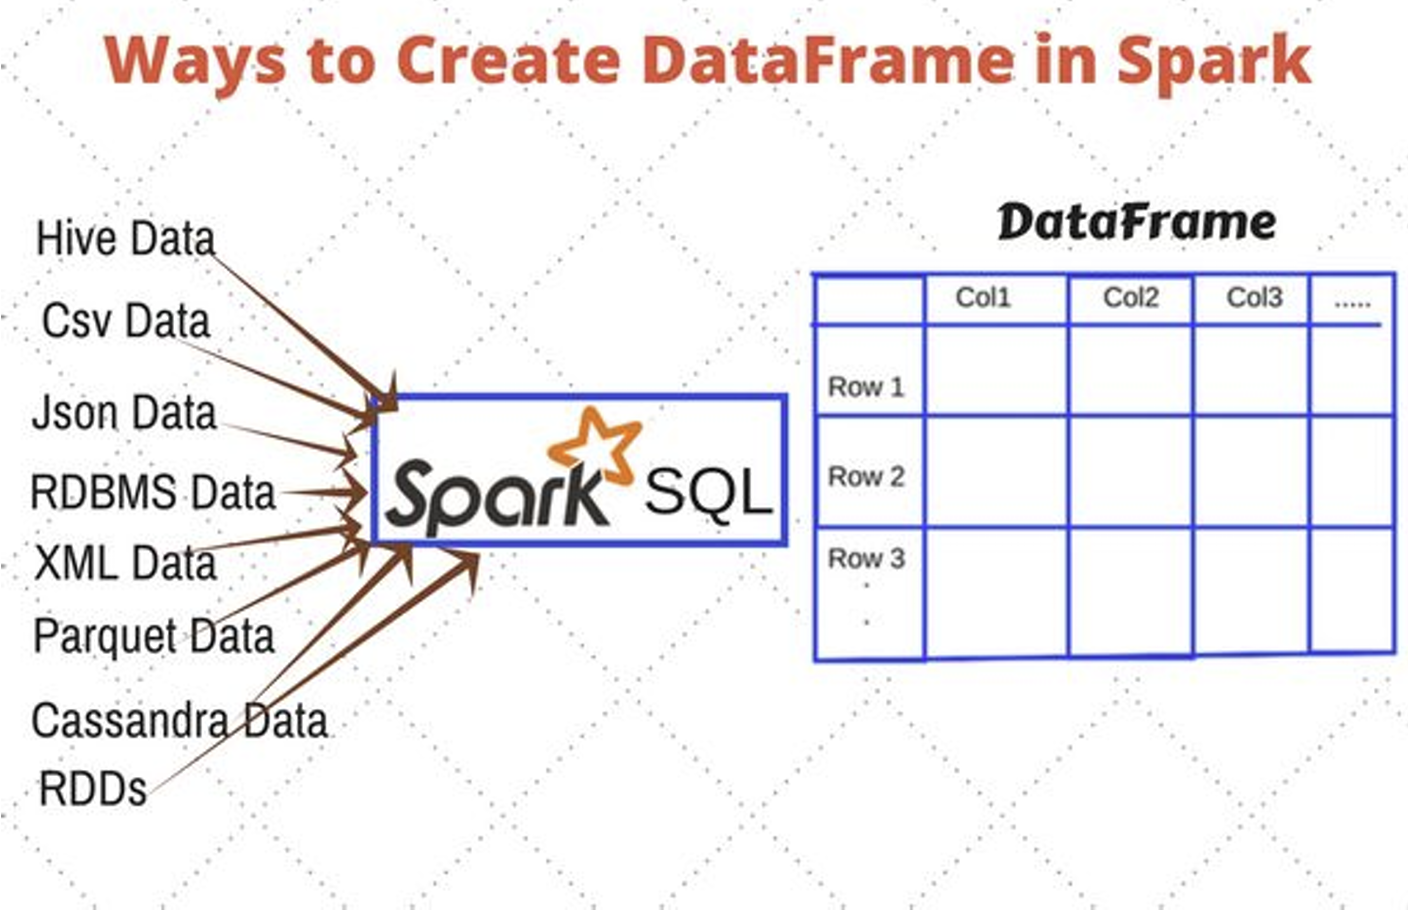 Ways to Create DataFrame in Spark
Hive Data
Csv Data
Json Data
RDBMS Data
XML Data
Parquet Data
Cassandra Data
RDDs
Spark SQL
DataFrame
Col1 Col2 Col3 .....
Row 1
Row 2
Row 3
.
.